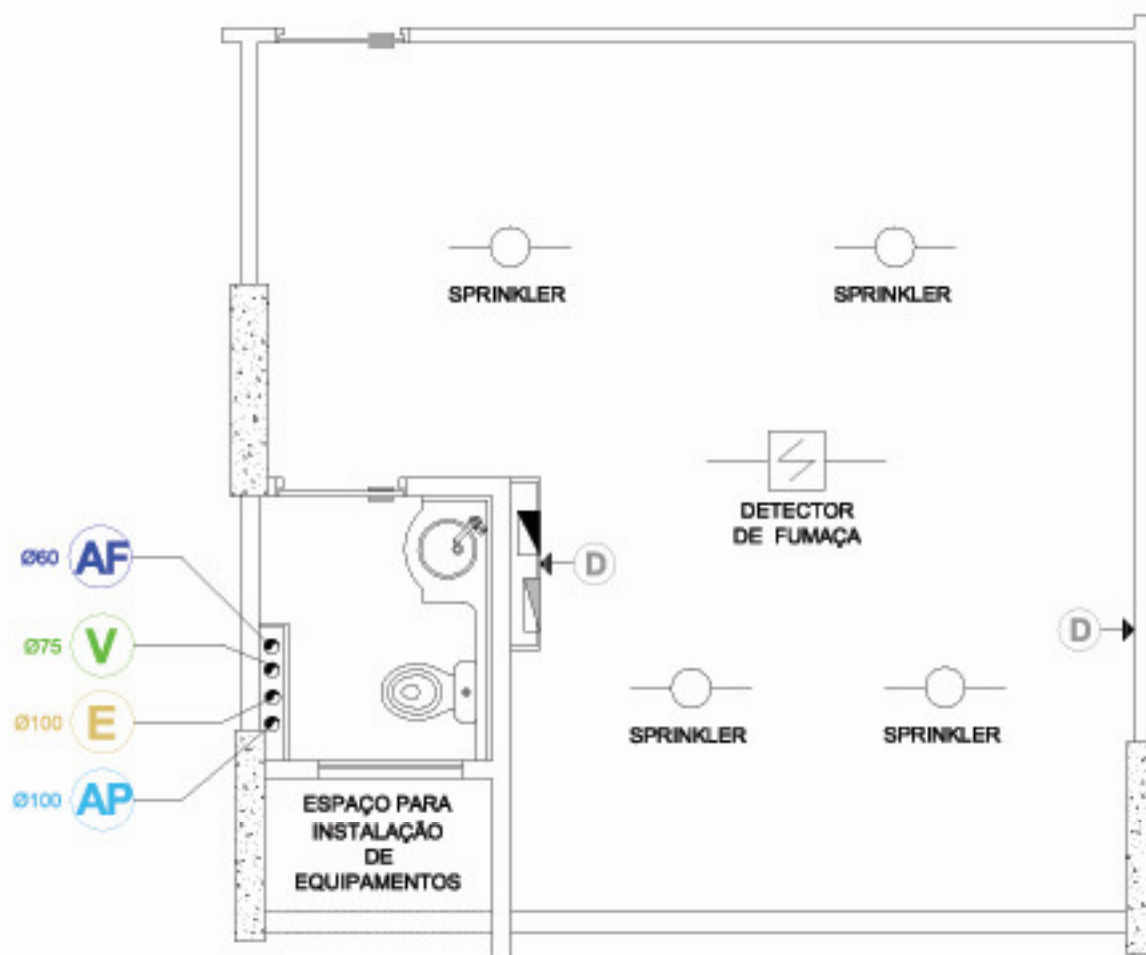 SPRINKLER
SPRINKLER
DETECTOR
DE FUMAÇA
Ø60 AF
D
Ø75 V
D
Ø100 E
SPRINKLER
SPRINKLER
Ø100 AP
ESPAÇO PARA
INSTALAÇÃO
DE
EQUIPAMENTOS